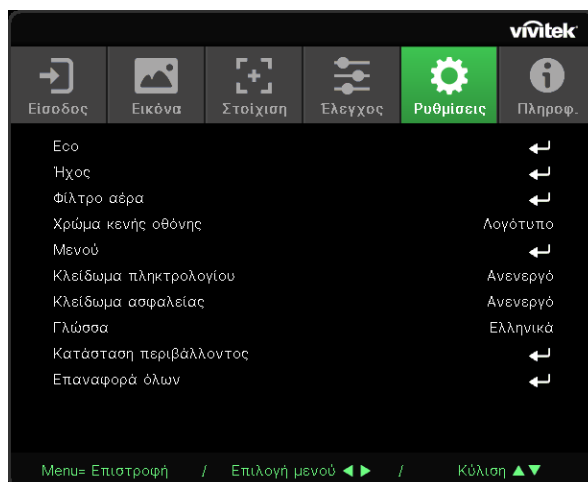 vivitek
Είσοδος Εικόνα Στοίχιση Έλεγχος Ρυθμίσεις Πληροφ.
Eco
Ήχος
Φίλτρο αέρα
Χρώμα κενής οθόνης Λογότυπο
Μενού
Κλείδωμα πληκτρολογίου Ανενεργό
Κλείδωμα ασφαλείας Ανενεργό
Γλώσσα Ελληνικά
Κατάσταση περιβάλλοντος
Επαναφορά όλων
Menu= Επιστροφή / Επιλογή μενού ◀ ▶ / Κύλιση ▲▼